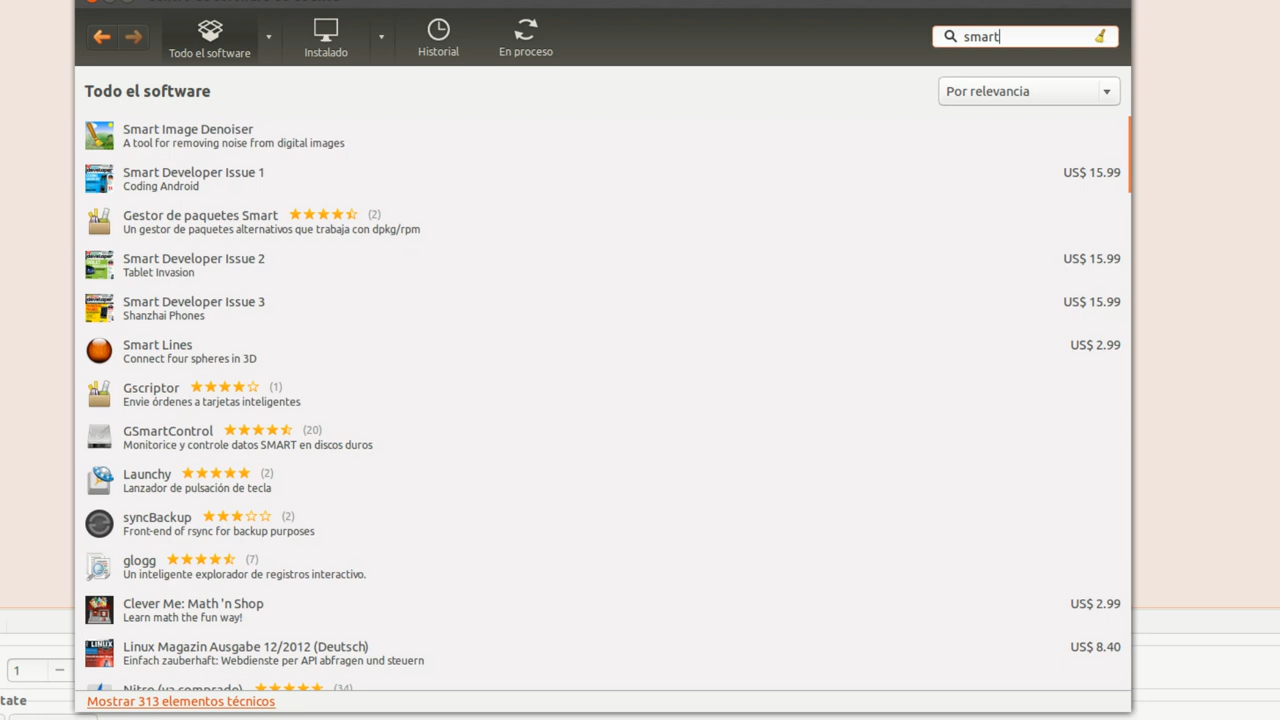 Todo el software
Instalado
Historial
En proceso
smart
Todo el software
Por relevancia
Smart Image Denoiser
A tool for removing noise from digital images
Smart Developer Issue 1
US$ 15.99
Coding Android
Gestor de paquetes Smart (2)
Un gestor de paquetes alternativos que trabaja con dpkg/rpm
Smart Developer Issue 2
US$ 15.99
Tablet Invasion
Smart Developer Issue 3
US$ 15.99
Shanzhai Phones
Smart Lines
US$ 2.99
Connect four spheres in 3D
Gscriptor (1)
Envie órdenes a tarjetas inteligentes
GSmartControl (20)
Monitorice y controle datos SMART en discos duros
Launchy (2)
Lanzador de pulsación de tecla
syncBackup (2)
Front-end of rsync for backup purposes
glogg (7)
Un inteligente explorador de registros interactivo.
Clever Me: Math 'n Shop
US$ 2.99
Learn math the fun way!
Linux Magazin Ausgabe 12/2012 (Deutsch)
US$ 8.40
Einfach zauberhaft: Webdienste per API abfragen und steuern
Nitro (ya comprado) (34)
Mostrar 313 elementos técnicos
1
tate